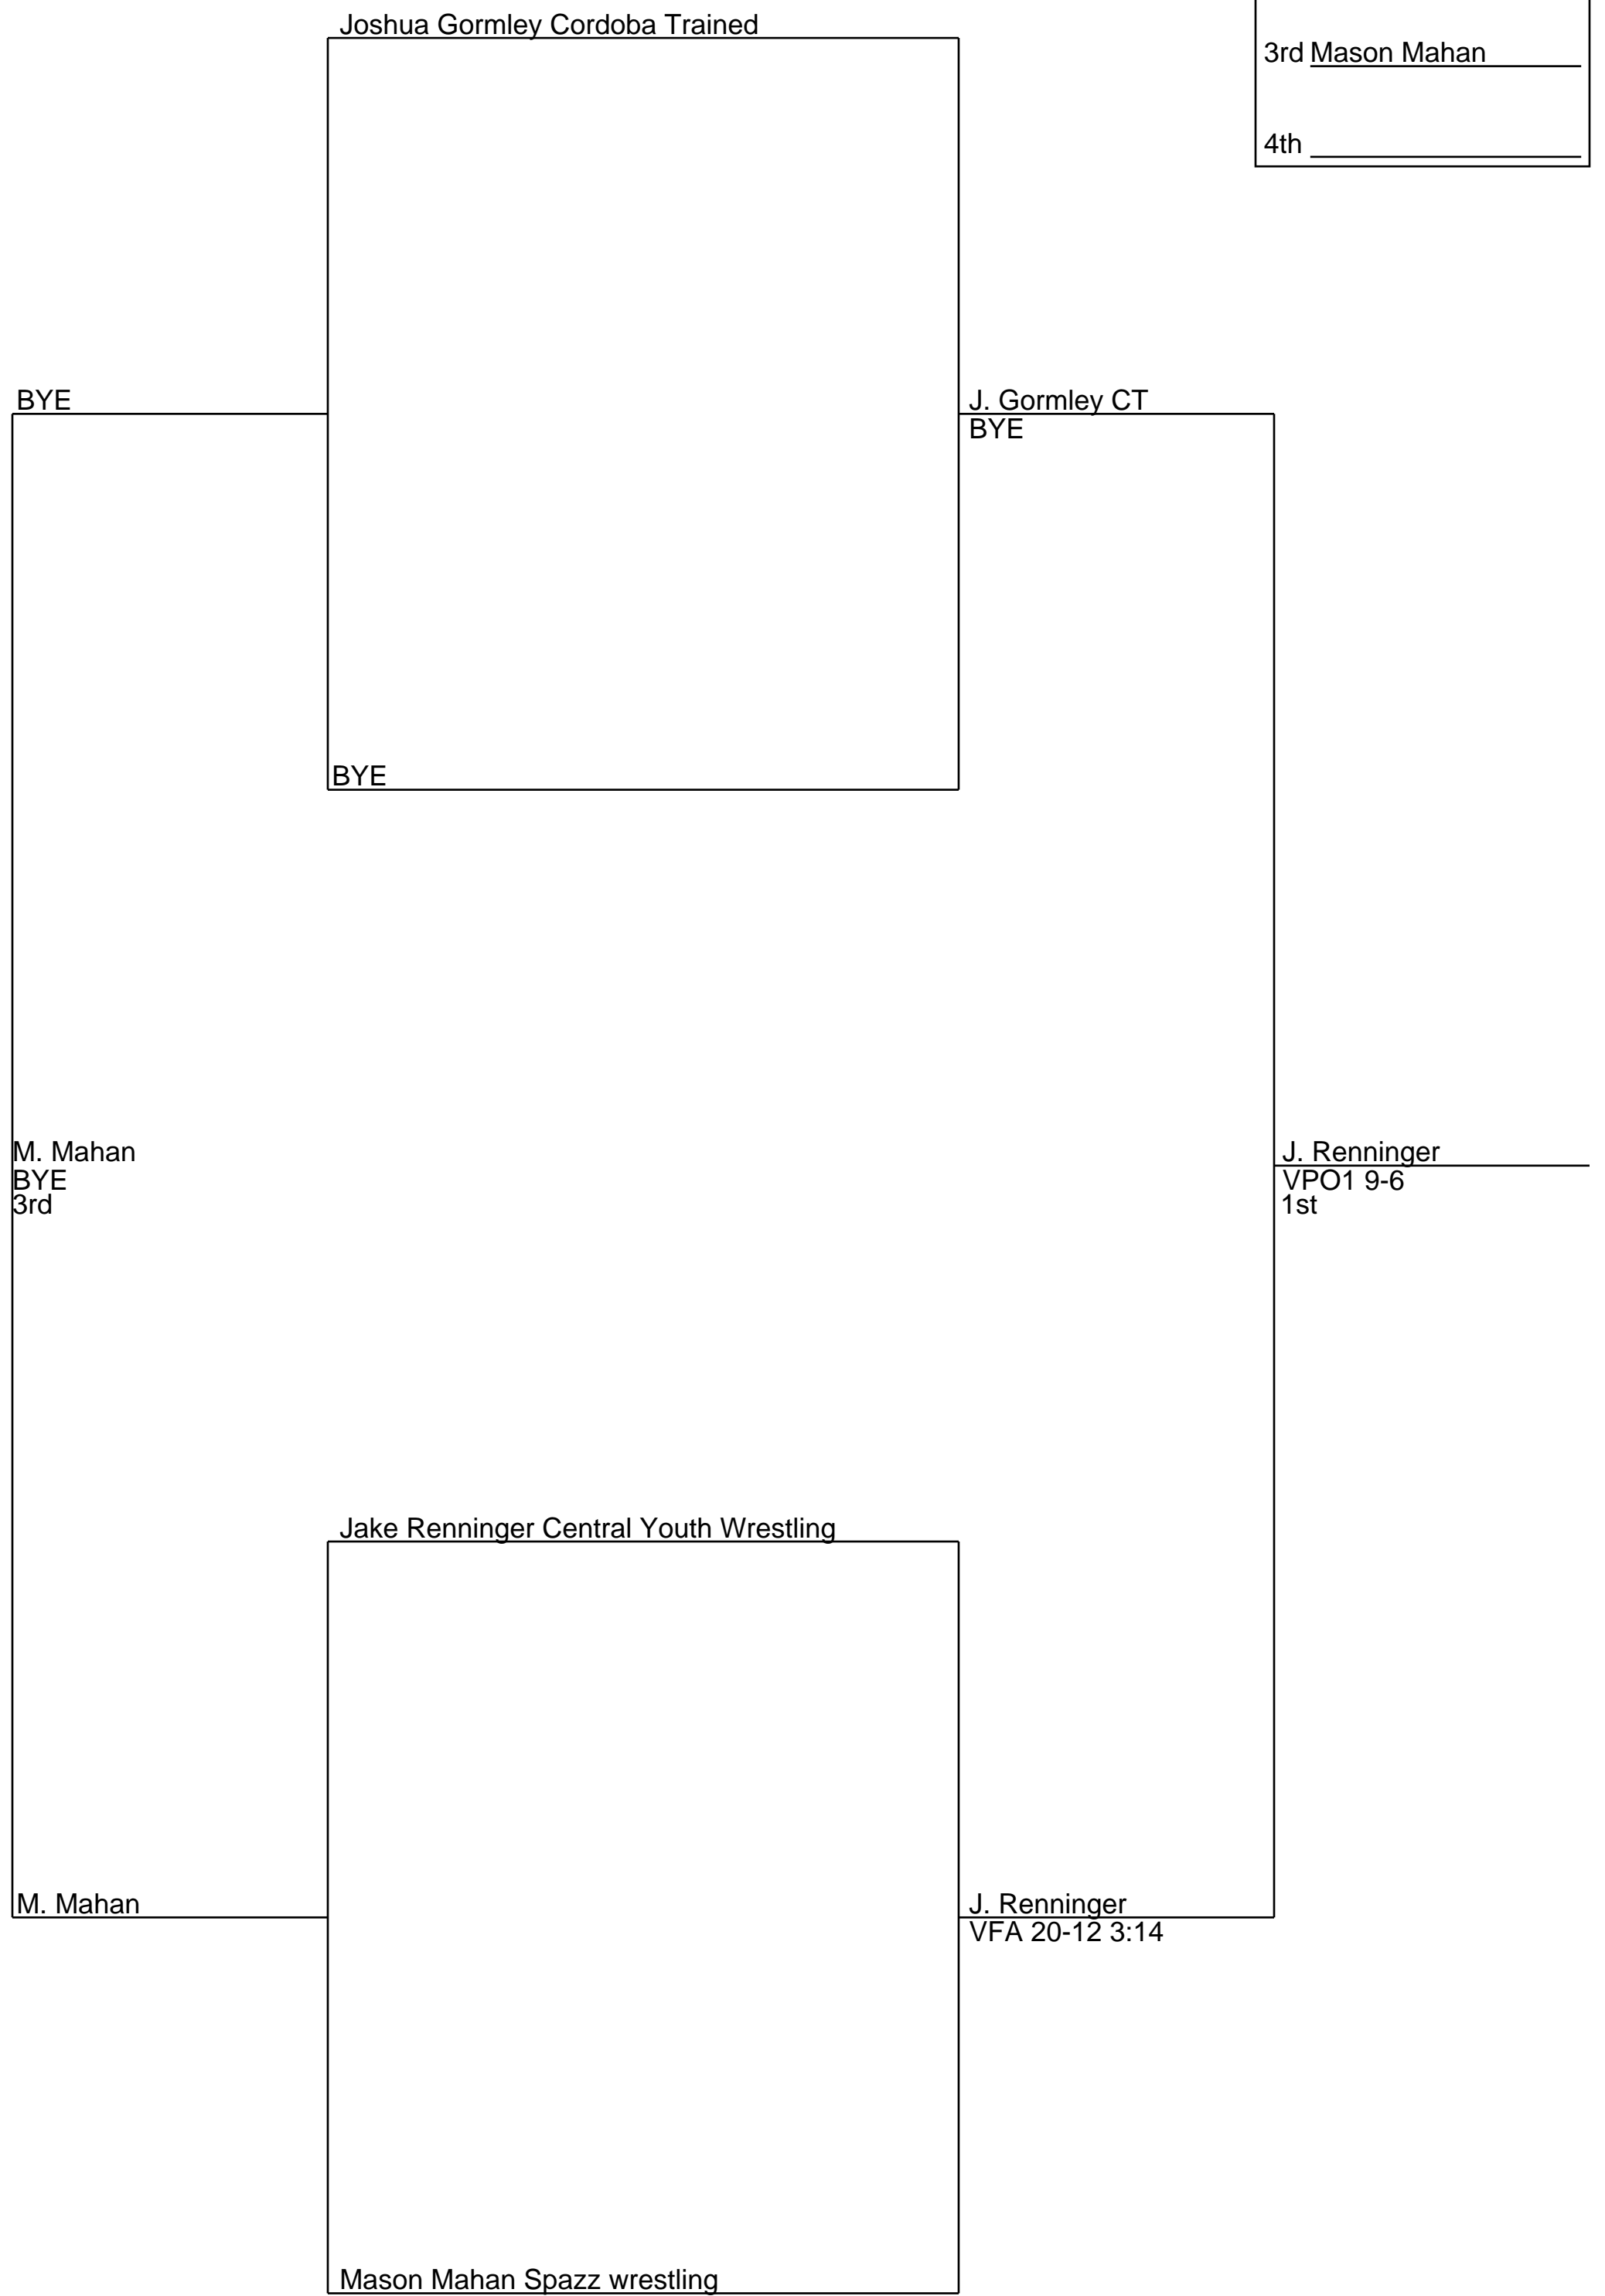 Joshua Gormley Cordoba Trained
3rd Mason Mahan
4th
BYE
J. Gormley CT
BYE
BYE
M. Mahan
BYE
3rd
J. Renninger
VPO1 9-6
1st
Jake Renninger Central Youth Wrestling
M. Mahan
J. Renninger
VFA 20-12 3:14
Mason Mahan Spazz wrestling